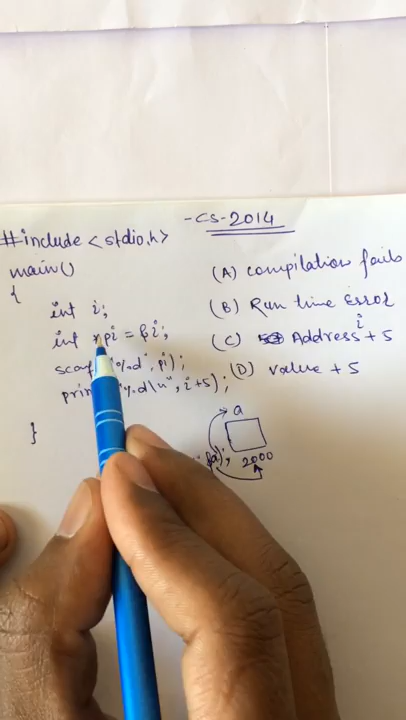 -CS-2014
#include <stdio.h>
main()
{
int i;
int *pi = &i;
scanf("%d", pi);
printf("%d\n", i+5);
}
(A) compilation fails
(B) Run time Error
(C) Address i + 5
(D) value + 5
a
&a);
2000